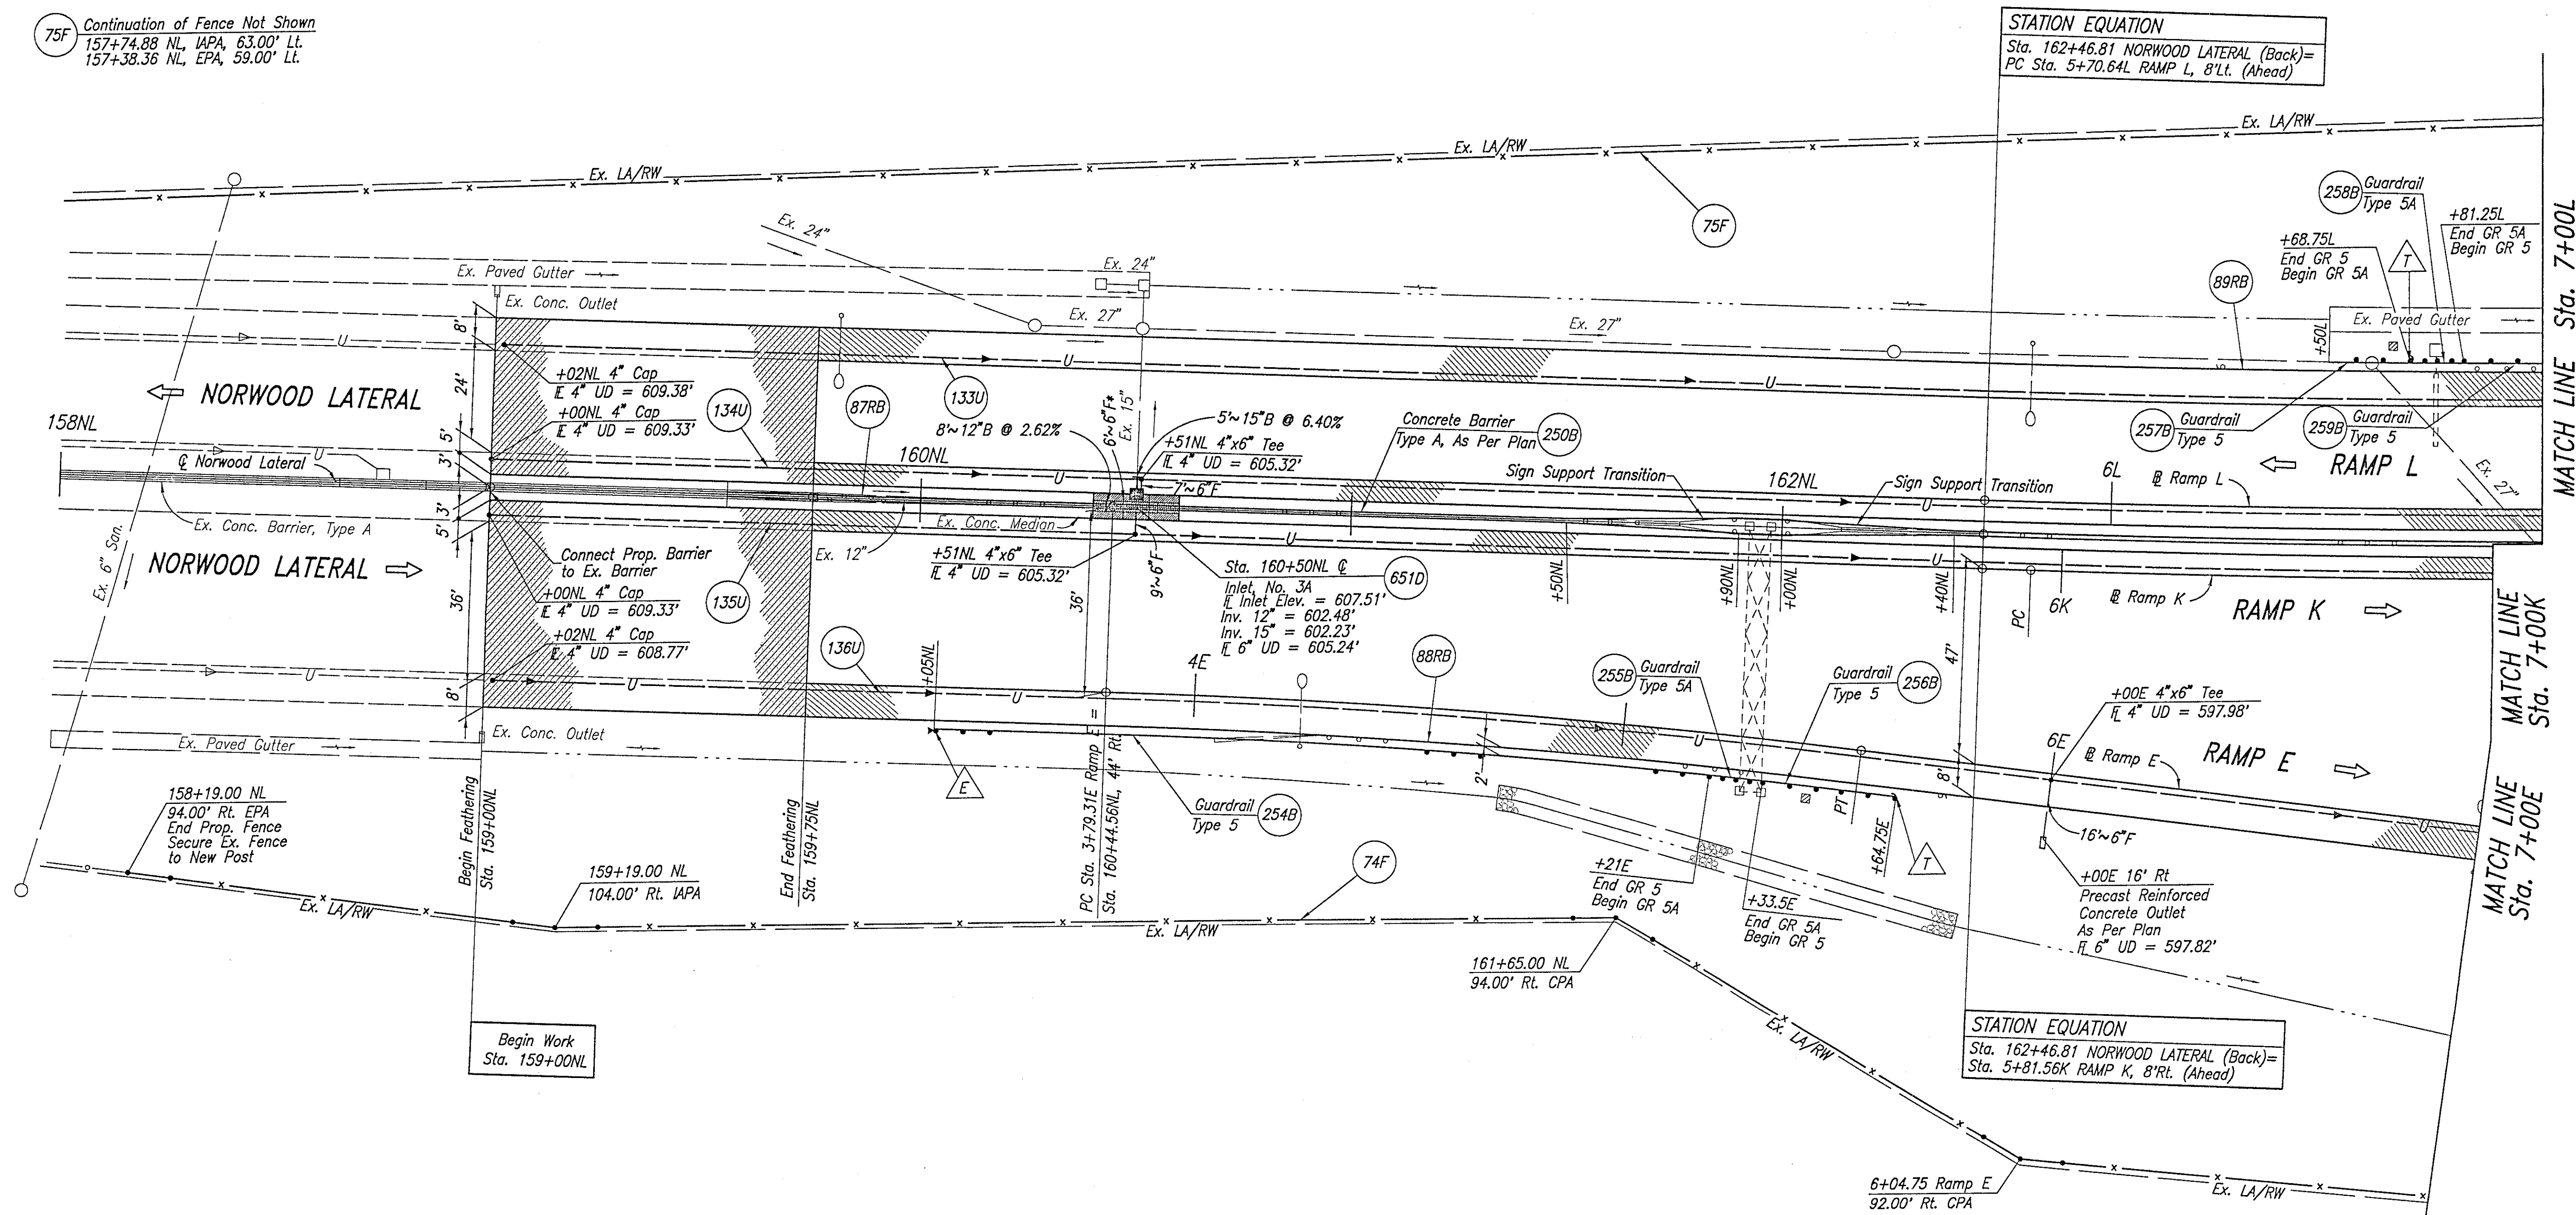 75F
Continuation of Fence Not Shown
157+74.88 NL, IAPA, 63.00' Lt.
157+38.36 NL, EPA, 59.00' Lt.
STATION EQUATION
Sta. 162+46.81 NORWOOD LATERAL (Back)=
PC Sta. 5+70.64L RAMP L, 8'Lt. (Ahead)
Ex. LA/RW
Ex. LA/RW
Ex. LA/RW
75F
258B
Guardrail
Type 5A
+81.25L
End GR 5A
Begin GR 5
+68.75L
End GR 5
Begin GR 5A
T
MATCH LINE Sta. 7+00L
Ex. 24"
Ex. Paved Gutter
Ex. 24"
Ex. Conc. Outlet
Ex. 27"
Ex. 27"
89RB
+50L
Ex. Paved Gutter
8'
24'
5'
3'
3'
5'
36'
8'
U
U
U
NORWOOD LATERAL
+02NL 4" Cap
FL 4" UD = 609.38'
+00NL 4" Cap
FL 4" UD = 609.33'
134U
87RB
133U
6'~6"F*
Ex. 15"
5'~15"B @ 6.40%
8'~12"B @ 2.62%
+51NL 4"x6" Tee
FL 4" UD = 605.32'
Concrete Barrier
Type A, As Per Plan
250B
257B
Guardrail
Type 5
259B
Guardrail
Type 5
158NL
160NL
162NL
U
U
U
℄ Norwood Lateral
7'~6"F
Sign Support Transition
Sign Support Transition
6L
℄ Ramp L
RAMP L
Ex. 27"
Ex. Conc. Barrier, Type A
Ex. Conc. Median
Ex. 12"
Ex. 6" San.
NORWOOD LATERAL
Connect Prop. Barrier
to Ex. Barrier
+00NL 4" Cap
FL 4" UD = 609.33'
+02NL 4" Cap
FL 4" UD = 608.77'
135U
136U
+51NL 4"x6" Tee
FL 4" UD = 605.32'
36'
9'~6"F
Sta. 160+50NL ℄
Inlet, No. 3A
FL Inlet Elev. = 607.51'
Inv. 12" = 602.48'
Inv. 15" = 602.23'
FL 6" UD = 605.24'
651D
U
U
+50NL
+90NL
+00NL
+40NL
PC
6K
℄ Ramp K
RAMP K
MATCH LINE
Sta. 7+00K
47'
+05NL
4E
88RB
255B
Guardrail
Type 5A
Guardrail
Type 5
256B
+00E 4"x6" Tee
FL 4" UD = 597.98'
U
U
U
U
U
Ex. Paved Gutter
Ex. Conc. Outlet
2'
8'
6E
℄ Ramp E
RAMP E
MATCH LINE
Sta. 7+00E
158+19.00 NL
94.00' Rt. EPA
End Prop. Fence
Secure Ex. Fence
to New Post
Begin Feathering
Sta. 159+00NL
End Feathering
Sta. 159+75NL
E
PC Sta. 3+79.31E Ramp E =
Sta. 160+44.56NL, 44' Rt.
Guardrail
Type 5
254B
PT
+64.75E
T
16'~6"F
+00E 16' Rt
Precast Reinforced
Concrete Outlet
As Per Plan
FL 6" UD = 597.82'
+21E
End GR 5
Begin GR 5A
+33.5E
End GR 5A
Begin GR 5
159+19.00 NL
104.00' Rt. IAPA
74F
Ex. LA/RW
Ex. LA/RW
161+65.00 NL
94.00' Rt. CPA
Begin Work
Sta. 159+00NL
Ex. LA/RW
STATION EQUATION
Sta. 162+46.81 NORWOOD LATERAL (Back)=
Sta. 5+81.56K RAMP K, 8'Rt. (Ahead)
6+04.75 Ramp E
92.00' Rt. CPA
Ex. LA/RW